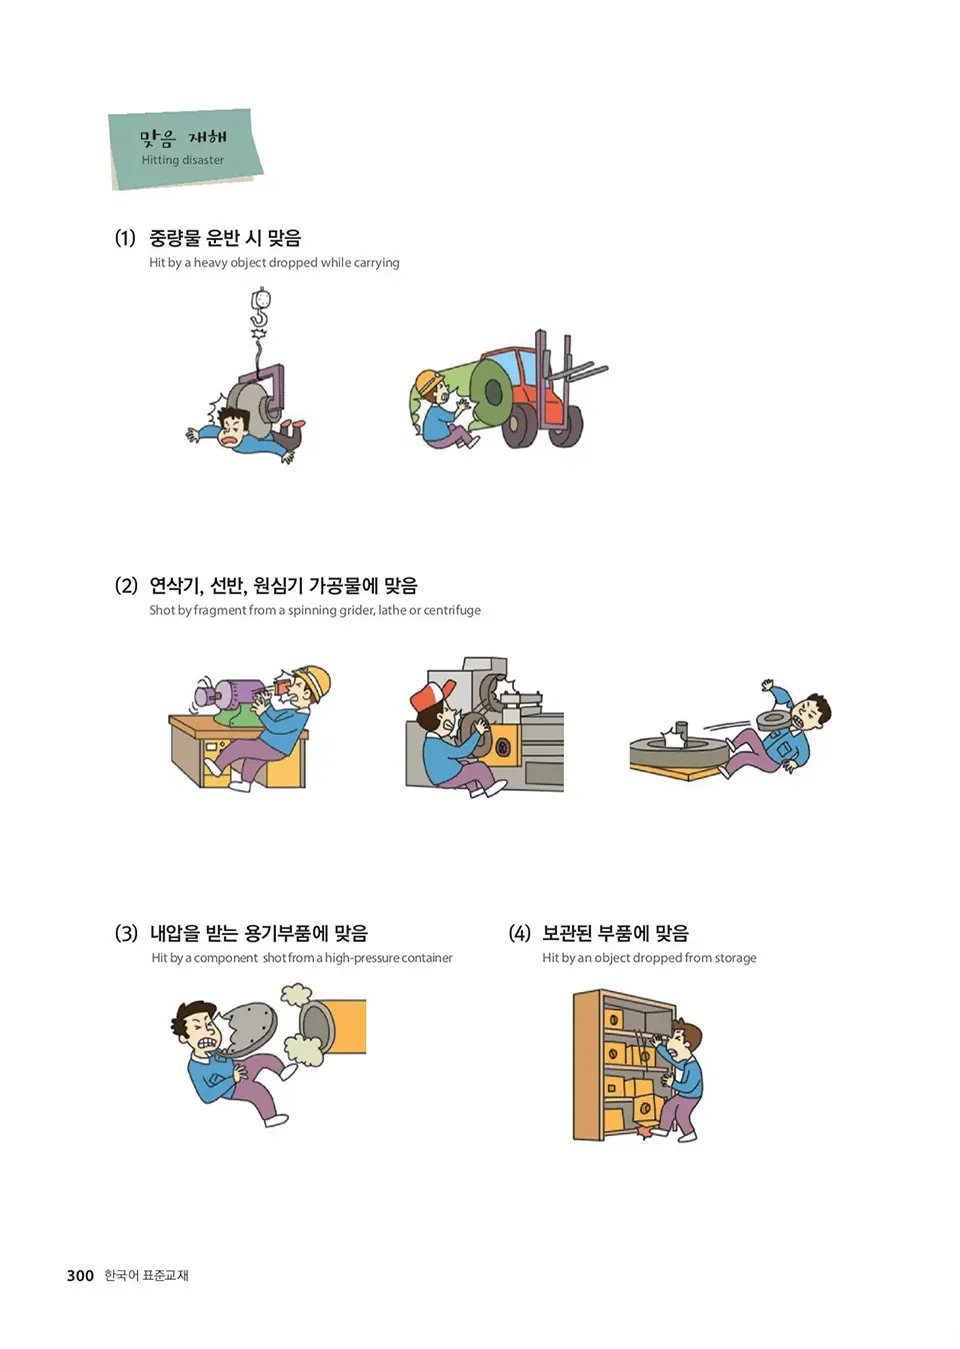 맞음 재해
Hitting disaster
(1) 중량물 운반 시 맞음
Hit by a heavy object dropped while carrying
(2) 연삭기, 선반, 원심기 가공물에 맞음
Shot by fragment from a spinning grider, lathe or centrifuge
(3) 내압을 받는 용기부품에 맞음
Hit by a component shot from a high-pressure container
(4) 보관된 부품에 맞음
Hit by an object dropped from storage
300 한국어 표준교재